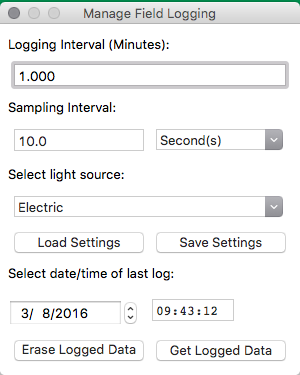 Manage Field Logging
Logging Interval (Minutes):
1.000
Sampling Interval:
10.0 Second(s)
Select light source:
Electric
Load Settings Save Settings
Select date/time of last log:
3/ 8/2016 09:43:12
Erase Logged Data Get Logged Data